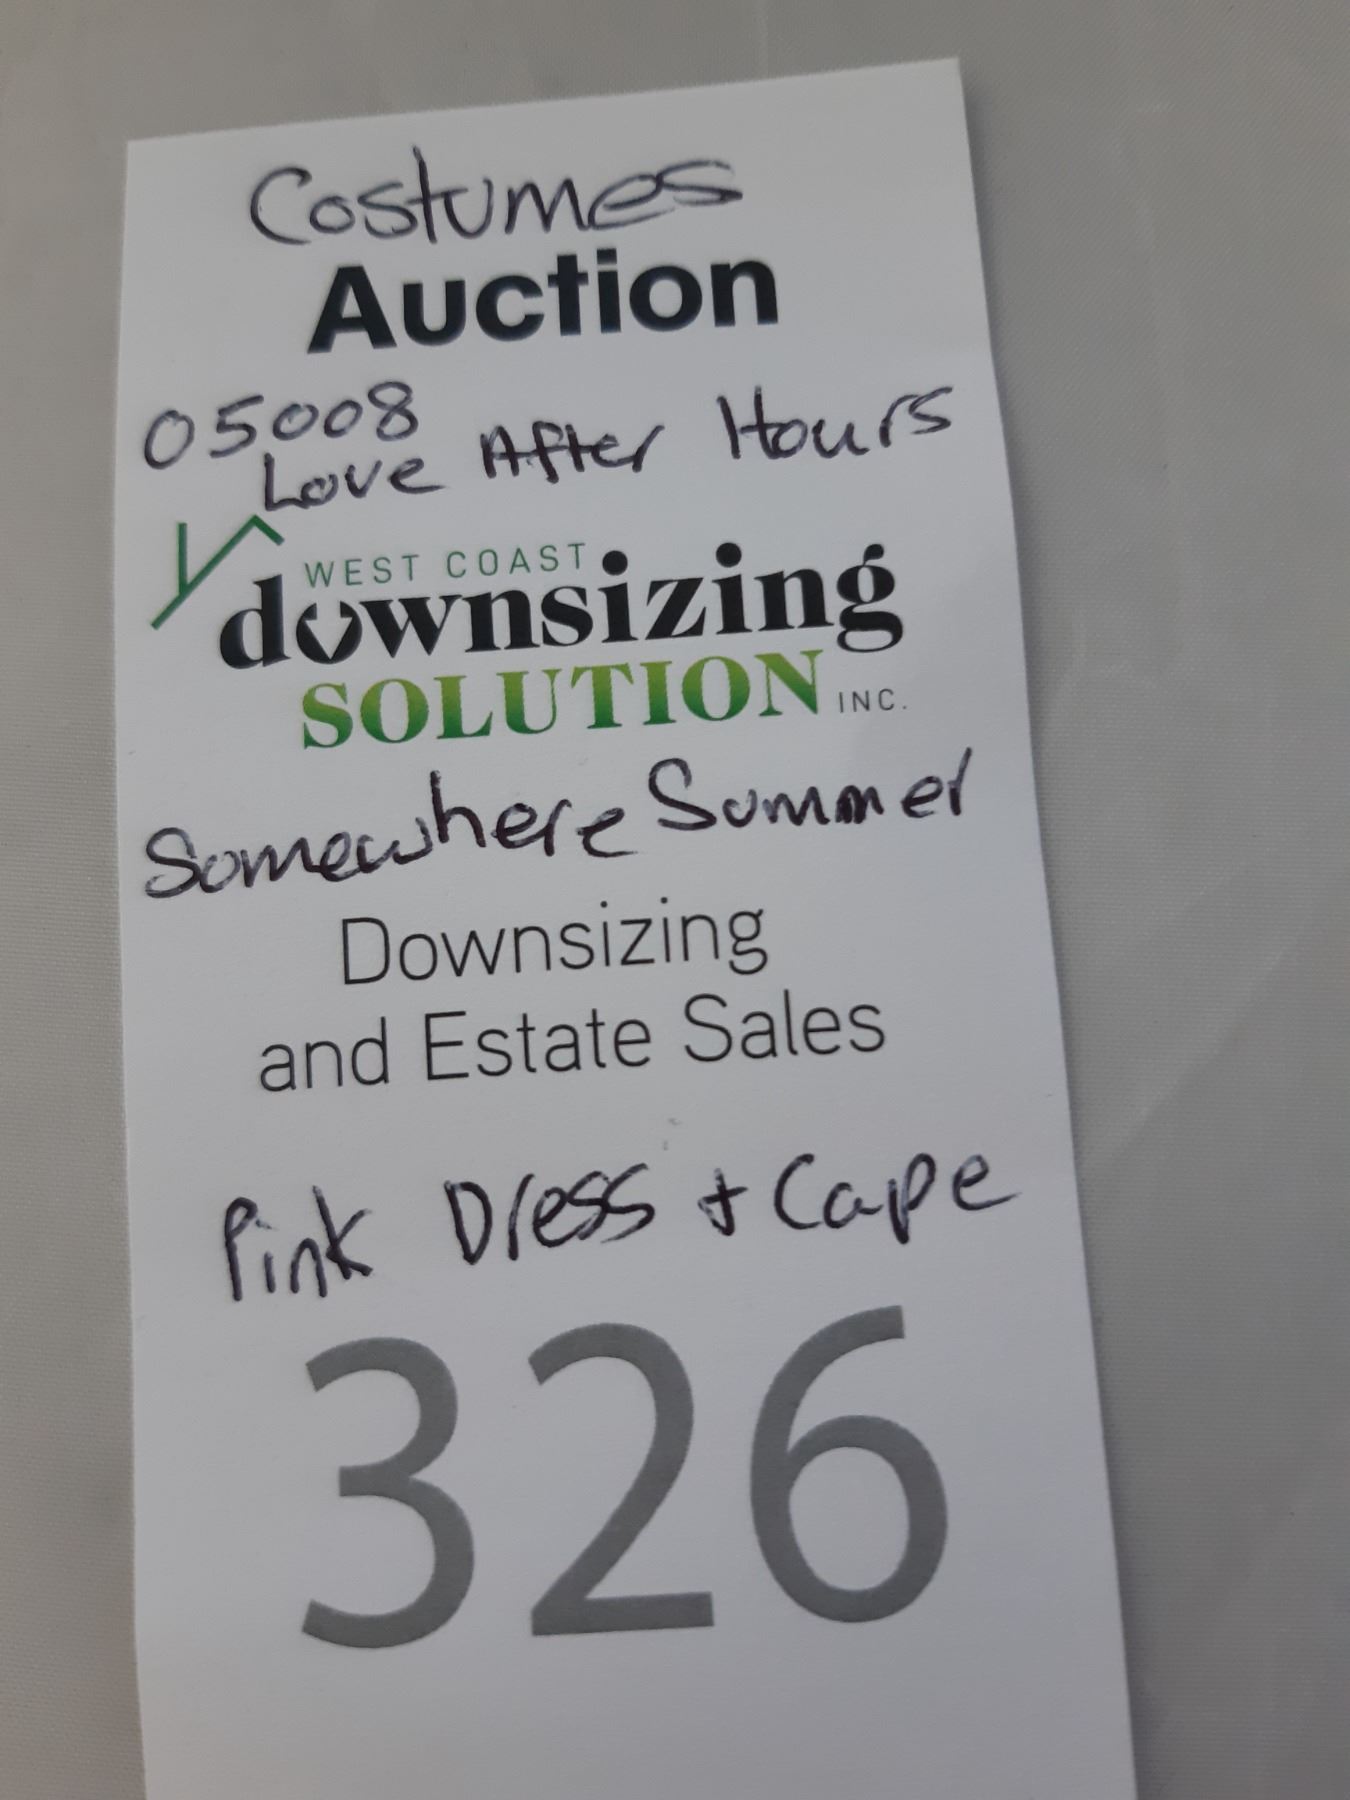 Costumes
Auction
05008
Love After Hours
WEST COAST
downsizing
SOLUTION INC.
Somewhere Summer
Downsizing
and Estate Sales
Pink Dress + Cape
326